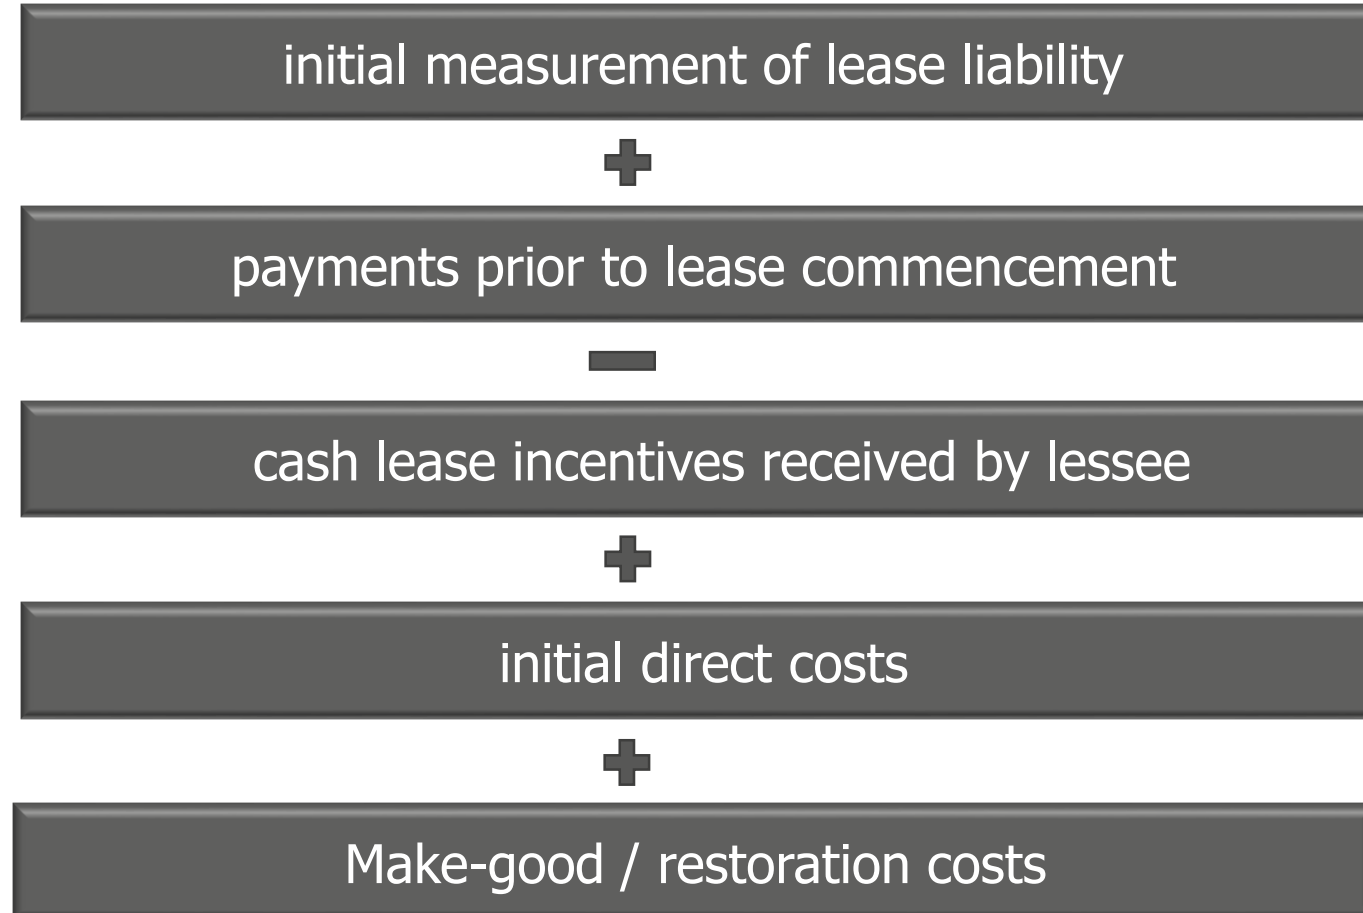 initial measurement of lease liability
+
payments prior to lease commencement
-
cash lease incentives received by lessee
+
initial direct costs
+
Make-good / restoration costs